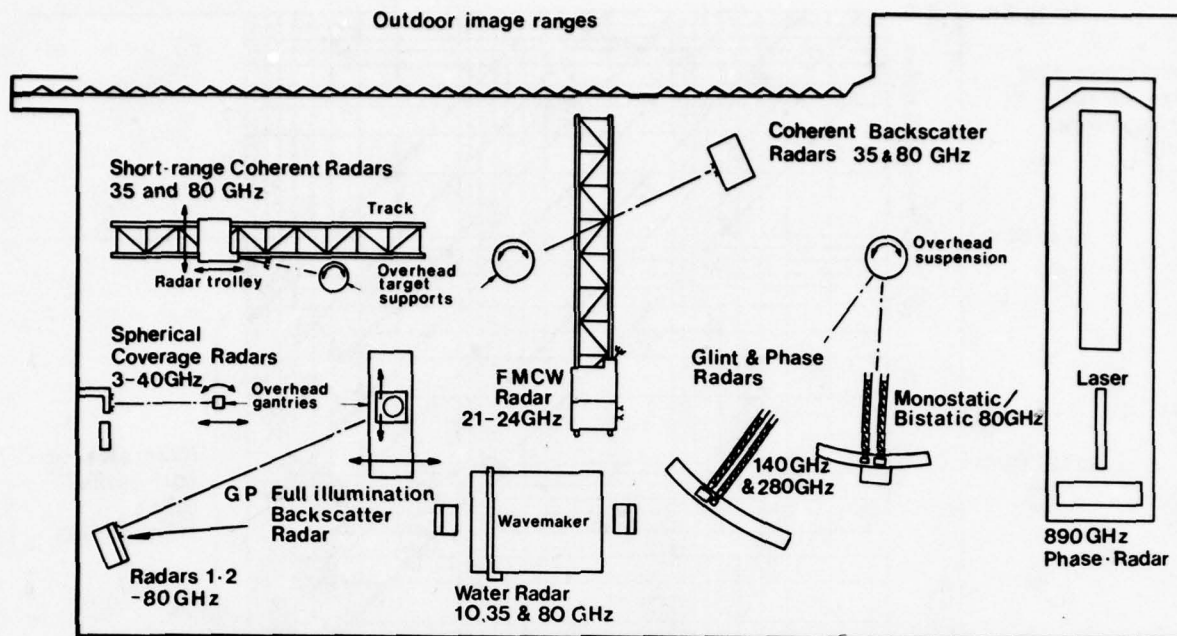 Outdoor image ranges
Coherent Backscatter
Radars 35 & 80 GHz
Short-range Coherent Radars
35 and 80 GHz
Track
Radar trolley
Overhead
target
supports
Overhead
suspension
Spherical
Coverage Radars
3-40GHz
Overhead
gantries
FMCW
Radar
21-24GHz
Glint & Phase
Radars
Laser
Monostatic/
Bistatic 80GHz
140GHz
& 280GHz
GP Full illumination
Backscatter
Radar
Wavemaker
Radars 1·2
-80GHz
Water Radar
10,35 & 80 GHz
890GHz
Phase·Radar